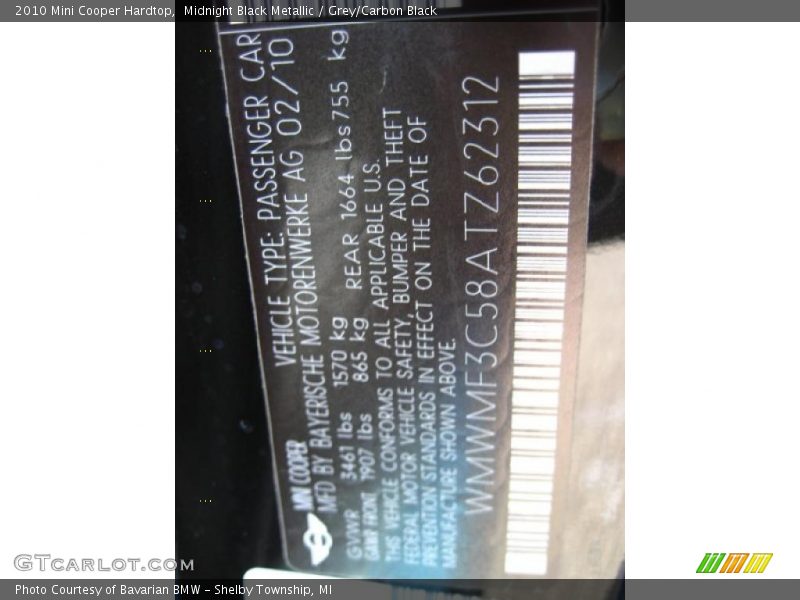 2010 Mini Cooper Hardtop, Midnight Black Metallic / Grey/Carbon Black
VEHICLE TYPE: PASSENGER CAR
MINI COOPER
MFD BY BAYERISCHE MOTORENWERKE AG 02/10
GVWR 3461 lbs 1570 kg
GAWR FRONT 1907 lbs 865 kg REAR 1664 lbs 755 kg
THIS VEHICLE CONFORMS TO ALL APPLICABLE U.S.
FEDERAL MOTOR VEHICLE SAFETY, BUMPER AND THEFT
PREVENTION STANDARDS IN EFFECT ON THE DATE OF
MANUFACTURE SHOWN ABOVE.
WMWMF3C58ATZ62312
GTcarlot.com
Photo Courtesy of Bavarian BMW – Shelby Township, MI